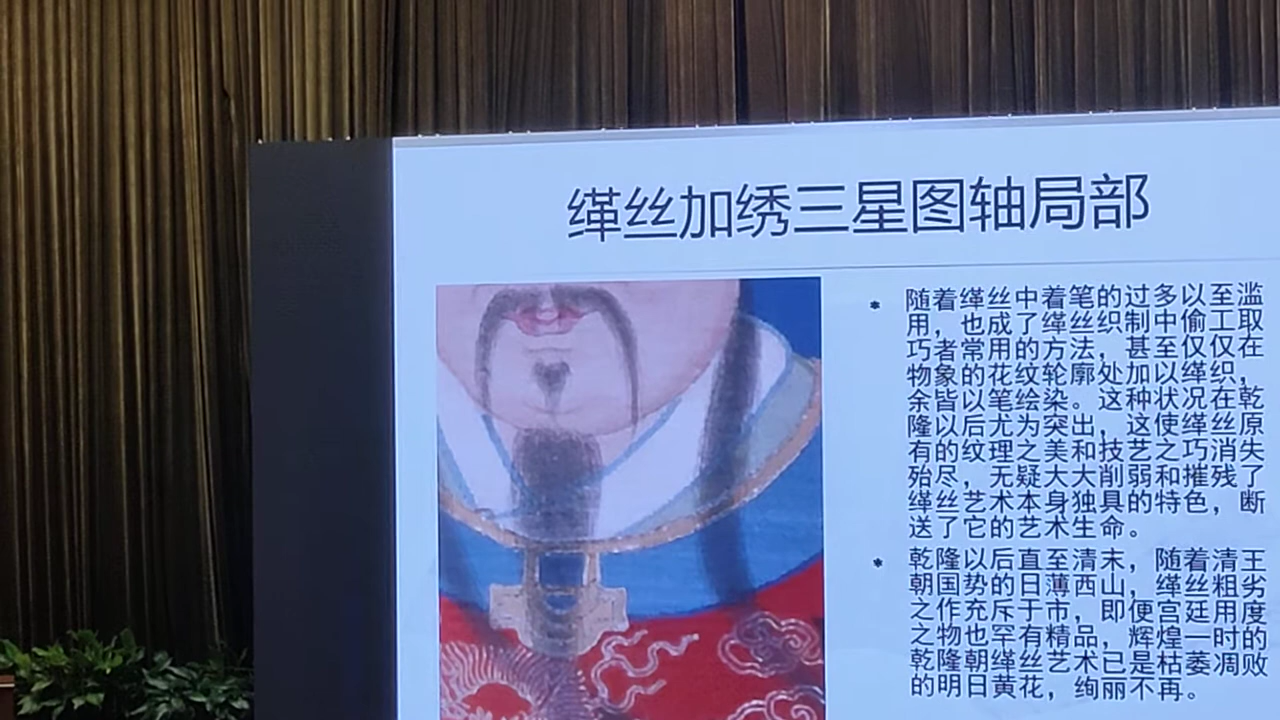 缂丝加绣三星图轴局部
* 随着缂丝中着笔的过多以至滥
用，也成了缂丝织制中偷工取
巧者常用的方法，甚至仅仅在
物象的花纹轮廓处加以缂织，
余皆以笔绘染。这种状况在乾
隆以后尤为突出，这使缂丝原
有的纹理之美和技艺之巧消失
殆尽，无疑大大削弱和摧残了
缂丝艺术本身独具的特色，断
送了它的艺术生命。
* 乾隆以后直至清末，随着清王
朝国势的日薄西山，缂丝粗劣
之作充斥于市，即便宫廷用度
之物也罕有精品，辉煌一时的
乾隆朝缂丝艺术已是枯萎凋败
的明日黄花，绚丽不再。